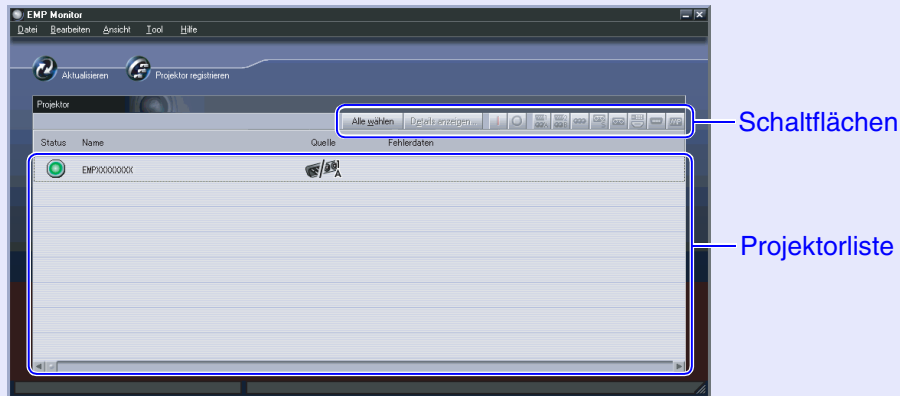 EMP Monitor
Datei Bearbeiten Ansicht Tool Hilfe
Aktualisieren Projektor registrieren
Projektor
Alle wählen Details anzeigen...
Schaltflächen
Status Name Quelle Fehlerdaten
EMPXXXXXXXX
Projektorliste